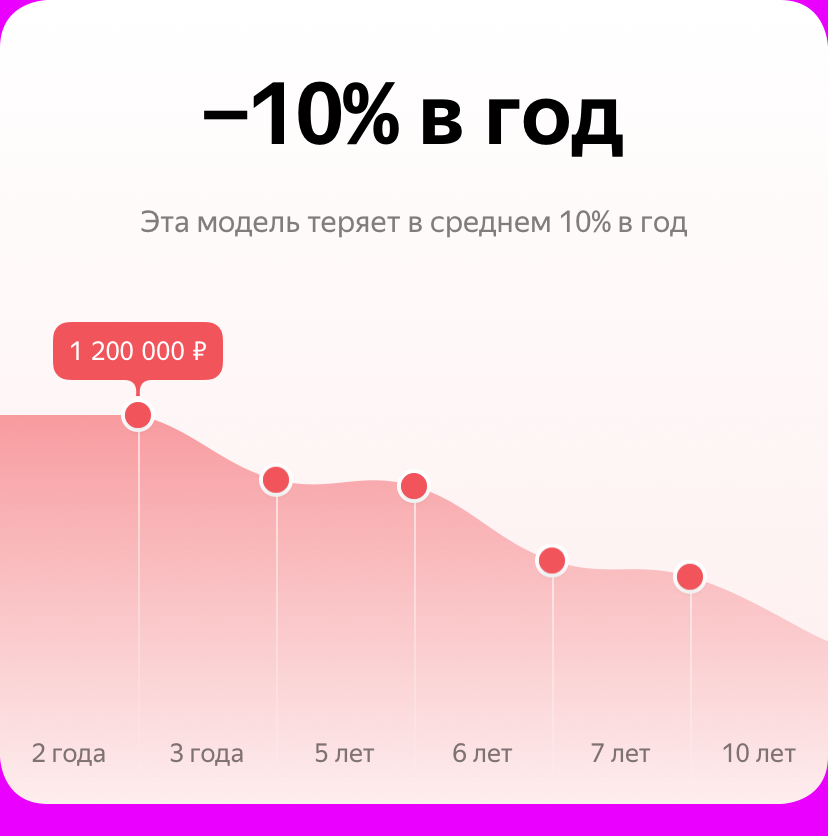 −10% в год
Эта модель теряет в среднем 10% в год
1 200 000 ₽
2 года 3 года 5 лет 6 лет 7 лет 10 лет